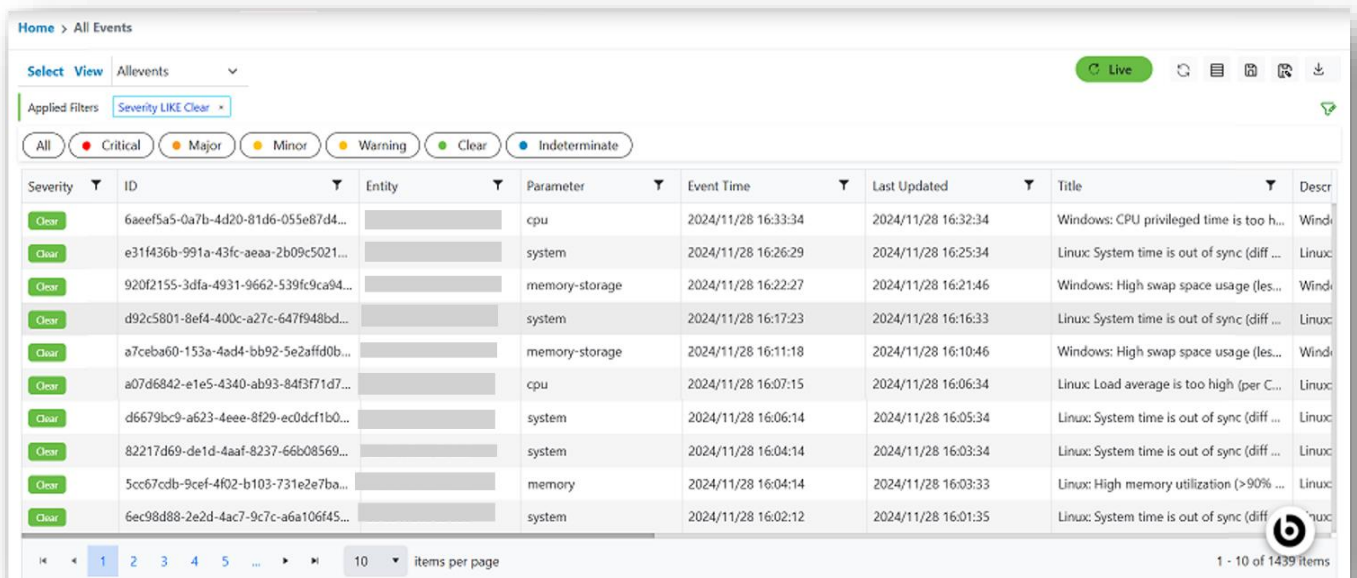 Home > All Events
Select View Allevents
Live
Applied Filters Severity LIKE Clear ×
All Critical Major Minor Warning Clear Indeterminate
Severity ID Entity Parameter Event Time Last Updated Title Descr
Clear 6aeef5a5-0a7b-4d20-81d6-055e87d4... cpu 2024/11/28 16:33:34 2024/11/28 16:32:34 Windows: CPU privileged time is too h... Windo
Clear e31f436b-991a-43fc-aeaa-2b09c5021... system 2024/11/28 16:26:29 2024/11/28 16:25:34 Linux: System time is out of sync (diff ... Linux:
Clear 920f2155-3dfa-4931-9662-539fc9ca94... memory-storage 2024/11/28 16:22:27 2024/11/28 16:21:46 Windows: High swap space usage (les... Windo
Clear d92c5801-8ef4-400c-a27c-647f948bd... system 2024/11/28 16:17:23 2024/11/28 16:16:33 Linux: System time is out of sync (diff ... Linux:
Clear a7ceba60-153a-4ad4-bb92-5e2affd0b... memory-storage 2024/11/28 16:11:18 2024/11/28 16:10:46 Windows: High swap space usage (les... Windo
Clear a07d6842-e1e5-4340-ab93-84f3f71d7... cpu 2024/11/28 16:07:15 2024/11/28 16:06:34 Linux: Load average is too high (per C... Linux:
Clear d6679bc9-a623-4eee-8f29-ec0dcf1b0... system 2024/11/28 16:06:14 2024/11/28 16:05:34 Linux: System time is out of sync (diff ... Linux:
Clear 82217d69-de1d-4aaf-8237-66b08569... system 2024/11/28 16:04:14 2024/11/28 16:03:34 Linux: System time is out of sync (diff ... Linux:
Clear 5cc67cdb-9cef-4f02-b103-731e2e7ba... memory 2024/11/28 16:04:14 2024/11/28 16:03:33 Linux: High memory utilization (>90% ... Linux:
Clear 6ec98d88-2e2d-4ac7-9c7c-a6a106f45... system 2024/11/28 16:02:12 2024/11/28 16:01:35 Linux: System time is out of sync (diff
b
1 2 3 4 5 ... 10 items per page 1 - 10 of 1439 items